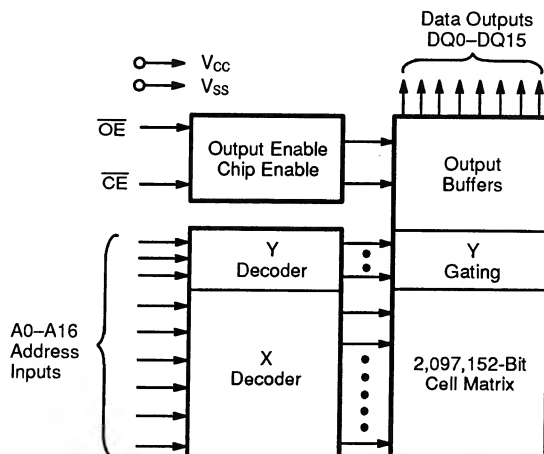 Data Outputs
DQ0–DQ15
VCC
VSS
OE
CE
Output Enable
Chip Enable
Output
Buffers
Y
Decoder
Y
Gating
A0–A16
Address
Inputs
X
Decoder
2,097,152-Bit
Cell Matrix